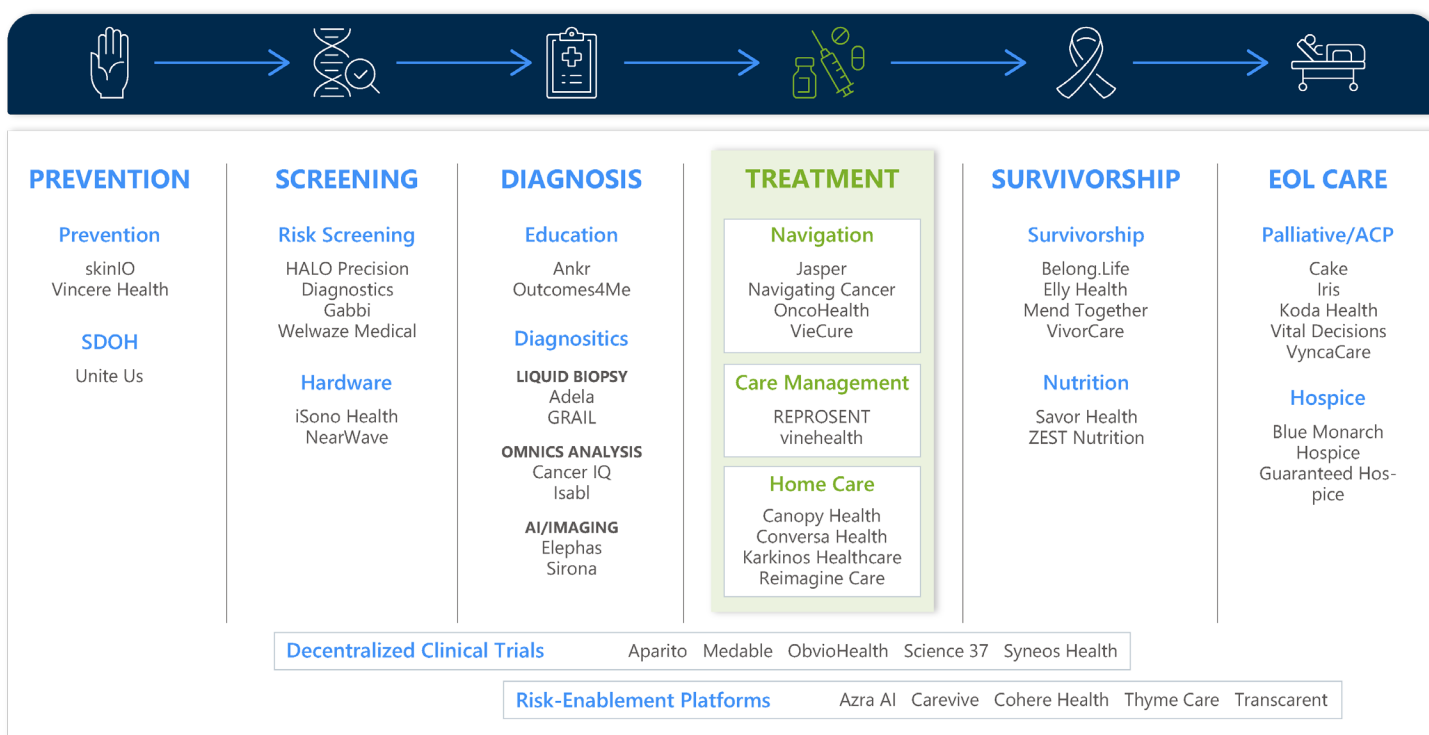 PREVENTION
Prevention
skinIO
Vincere Health
SDOH
Unite Us
SCREENING
Risk Screening
HALO Precision
Diagnostics
Gabbi
Welwaze Medical
Hardware
iSono Health
NearWave
DIAGNOSIS
Education
Ankr
Outcomes4Me
Diagnositics
LIQUID BIOPSY
Adela
GRAIL
OMNICS ANALYSIS
Cancer IQ
Isabl
AI/IMAGING
Elephas
Sirona
TREATMENT
Navigation
Jasper
Navigating Cancer
OncoHealth
VieCure
Care Management
REPROSENT
vinehealth
Home Care
Canopy Health
Conversa Health
Karkinos Healthcare
Reimagine Care
SURVIVORSHIP
Survivorship
Belong.Life
Elly Health
Mend Together
VivorCare
Nutrition
Savor Health
ZEST Nutrition
EOL CARE
Palliative/ACP
Cake
Iris
Koda Health
Vital Decisions
VyncaCare
Hospice
Blue Monarch
Hospice
Guaranteed Hos-
pice
Decentralized Clinical Trials Aparito Medable ObvioHealth Science 37 Syneos Health
Risk-Enablement Platforms Azra AI Carevive Cohere Health Thyme Care Transcarent